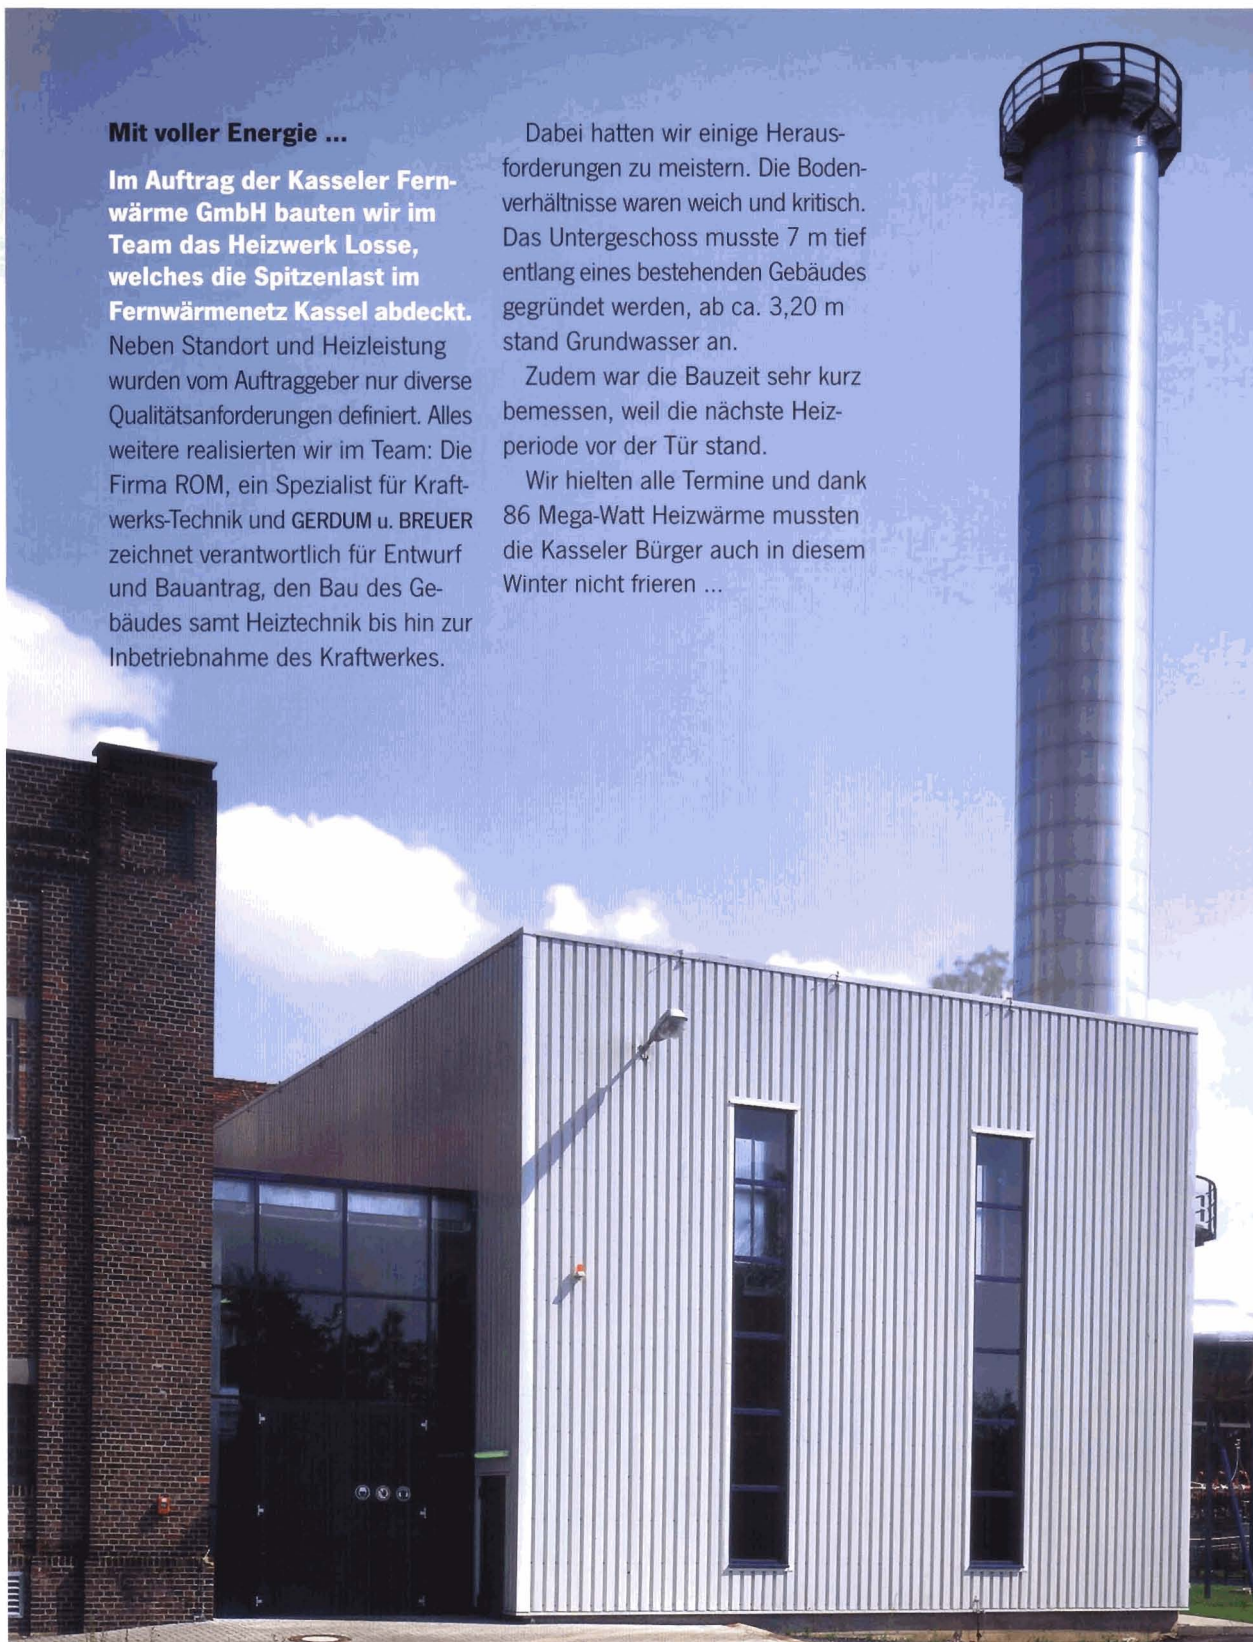 Mit voller Energie ...
Im Auftrag der Kasseler Fern-
wärme GmbH bauten wir im
Team das Heizwerk Losse,
welches die Spitzenlast im
Fernwärmenetz Kassel abdeckt.
Neben Standort und Heizleistung
wurden vom Auftraggeber nur diverse
Qualitätsanforderungen definiert. Alles
weitere realisierten wir im Team: Die
Firma ROM, ein Spezialist für Kraft-
werks-Technik und GERDUM u. BREUER
zeichnet verantwortlich für Entwurf
und Bauantrag, den Bau des Ge-
bäudes samt Heiztechnik bis hin zur
Inbetriebnahme des Kraftwerkes.
Dabei hatten wir einige Heraus-
forderungen zu meistern. Die Boden-
verhältnisse waren weich und kritisch.
Das Untergeschoss musste 7 m tief
entlang eines bestehenden Gebäudes
gegründet werden, ab ca. 3,20 m
stand Grundwasser an.
Zudem war die Bauzeit sehr kurz
bemessen, weil die nächste Heiz-
periode vor der Tür stand.
Wir hielten alle Termine und dank
86 Mega-Watt Heizwärme mussten
die Kasseler Bürger auch in diesem
Winter nicht frieren ...